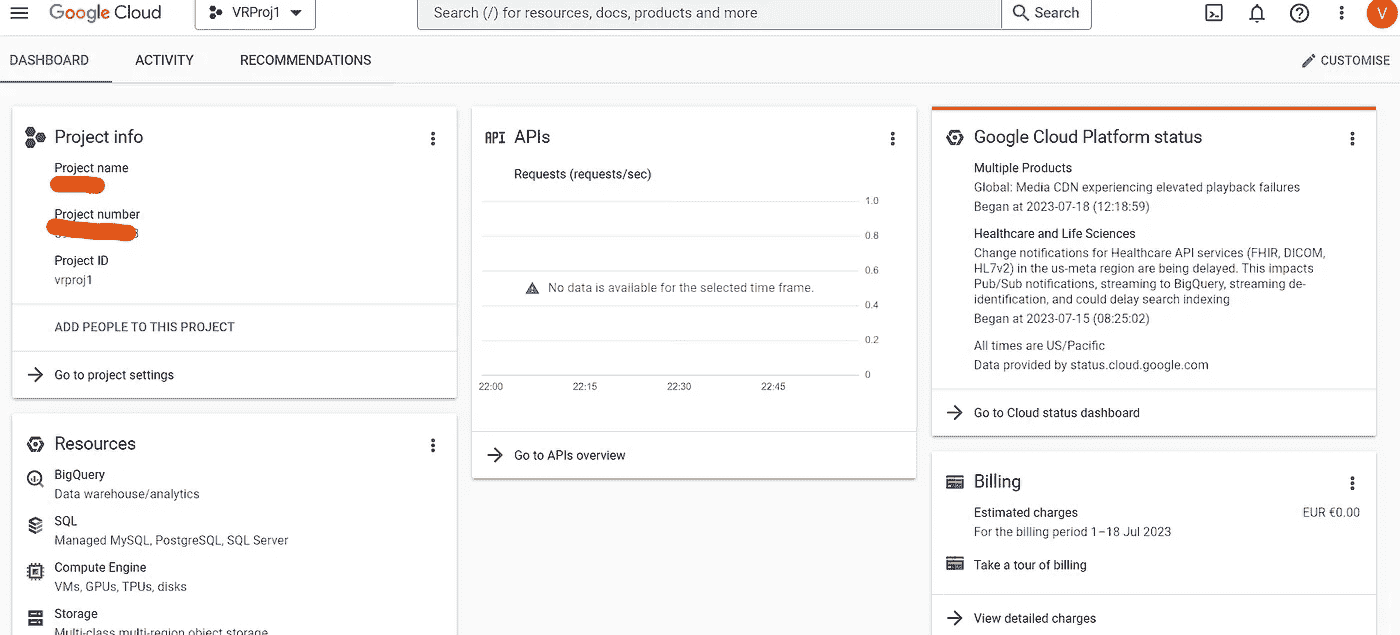 Google Cloud
VRProj1
Search (/) for resources, docs, products and more
Search
V
DASHBOARD
ACTIVITY
RECOMMENDATIONS
CUSTOMISE
Project info
Project name
Project number
Project ID
vrproj1
ADD PEOPLE TO THIS PROJECT
Go to project settings
Resources
BigQuery
Data warehouse/analytics
SQL
Managed MySQL, PostgreSQL, SQL Server
Compute Engine
VMs, GPUs, TPUs, disks
Storage
Multi-class multi-region object storage
API APIs
Requests (requests/sec)
1.0
0.8
0.6
No data is available for the selected time frame.
0.4
0.2
0
22:00
22:15
22:30
22:45
Go to APIs overview
Google Cloud Platform status
Multiple Products
Global: Media CDN experiencing elevated playback failures
Began at 2023-07-18 (12:18:59)
Healthcare and Life Sciences
Change notifications for Healthcare API services (FHIR, DICOM,
HL7v2) in the us-meta region are being delayed. This impacts
Pub/Sub notifications, streaming to BigQuery, streaming de-
identification, and could delay search indexing
Began at 2023-07-15 (08:25:02)
All times are US/Pacific
Data provided by status.cloud.google.com
Go to Cloud status dashboard
Billing
Estimated charges
EUR €0.00
For the billing period 1–18 Jul 2023
Take a tour of billing
View detailed charges